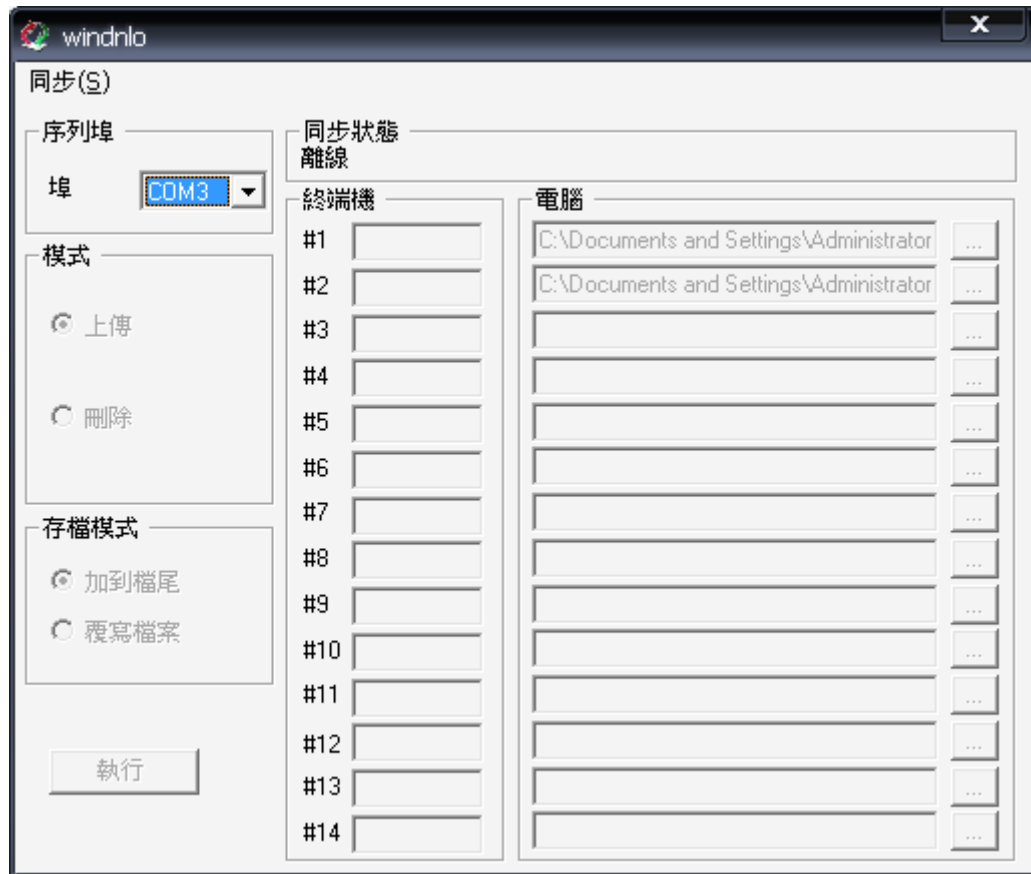 windnlo
同步(S)
序列埠
埠 COM3
模式
上傳
刪除
存檔模式
加到檔尾
覆寫檔案
執行
同步狀態
離線
終端機 電腦
#1 C:\Documents and Settings\Administrator ...
#2 C:\Documents and Settings\Administrator ...
#3 ...
#4 ...
#5 ...
#6 ...
#7 ...
#8 ...
#9 ...
#10 ...
#11 ...
#12 ...
#13 ...
#14 ...